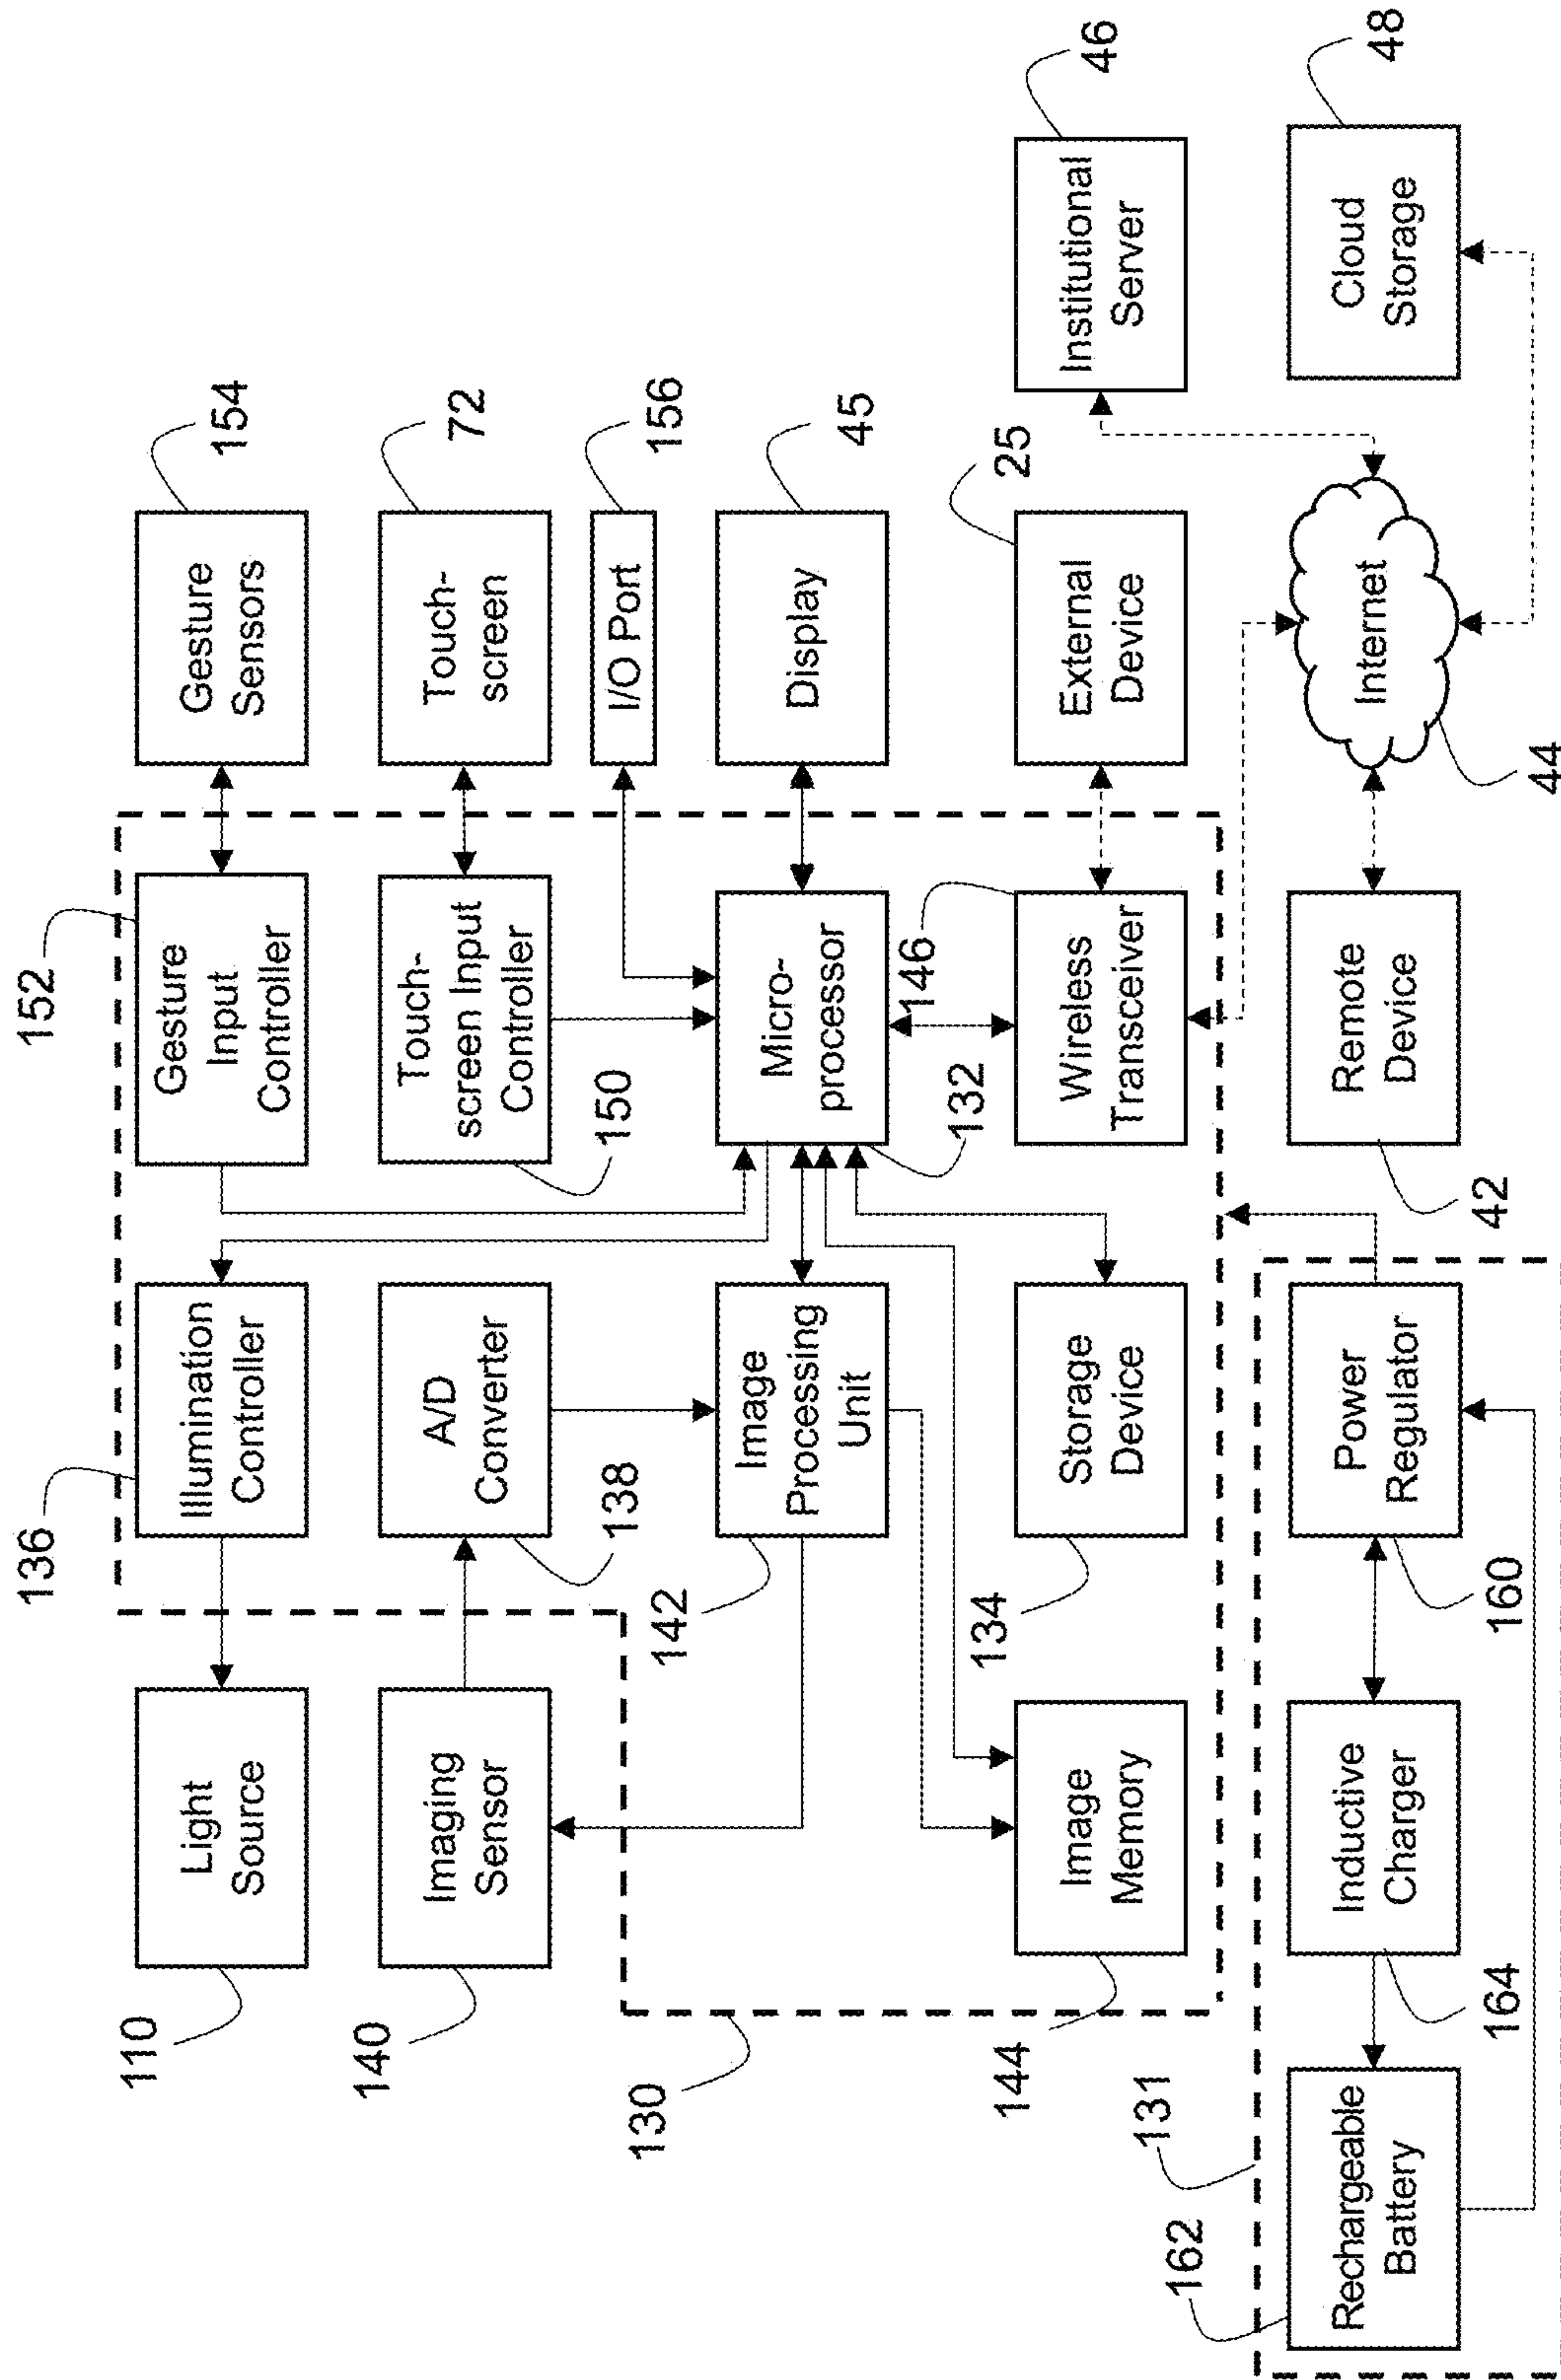 136
152
110
Light
Source
Illumination
Controller
Gesture
Input
Controller
Gesture
Sensors
154
140
Imaging
Sensor
A/D
Converter
138
Touch-
screen Input
Controller
150
Touch-
screen
72
I/O Port
156
130
142
Image
Processing
Unit
Micro-
processor
132
Display
45
144
Image
Memory
134
Storage
Device
146
Wireless
Transceiver
External
Device
25
Institutional
Server
46
131
162
Rechargeable
Battery
164
Inductive
Charger
160
Power
Regulator
42
Remote
Device
44
Internet
Cloud
Storage
48